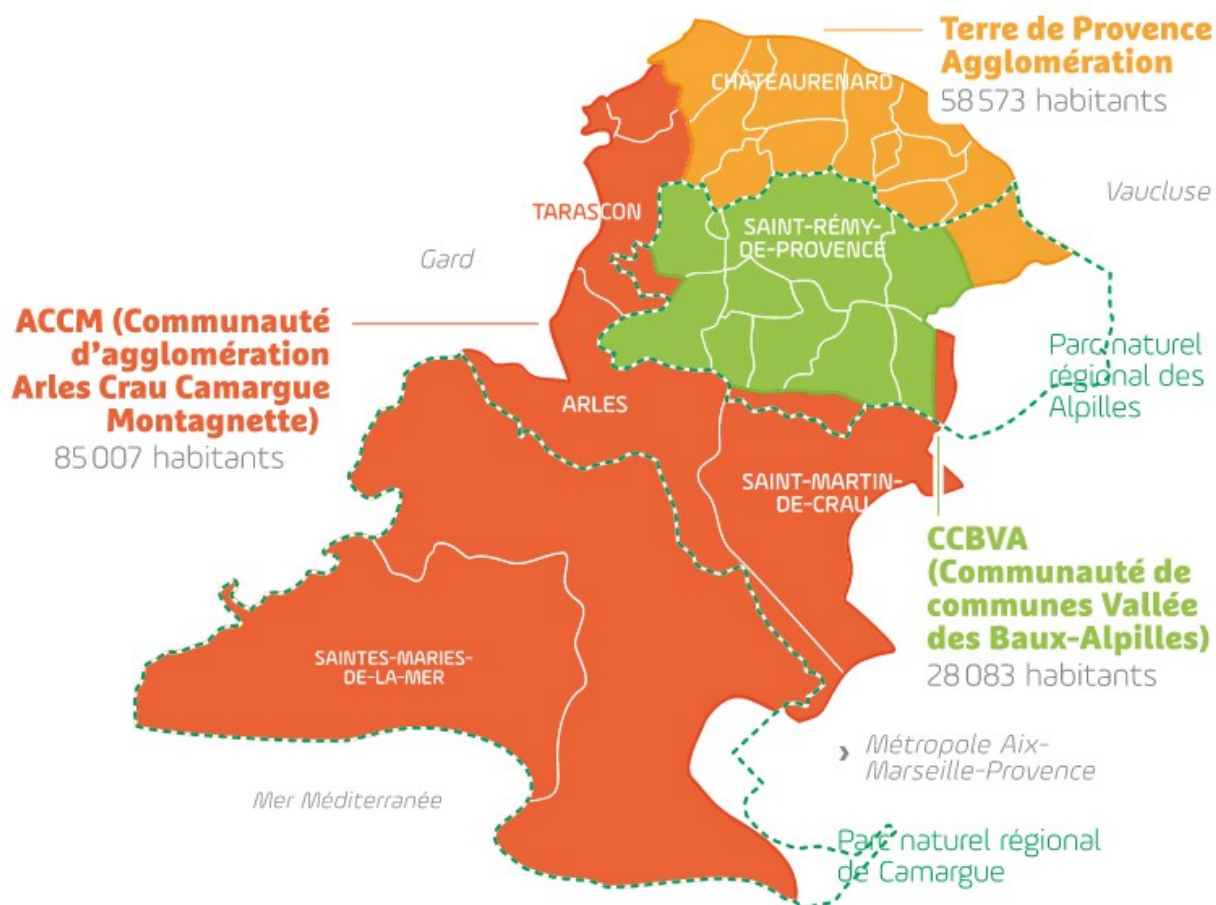 Terre de Provence
Agglomération
58 573 habitants
CHÂTEAURENARD
Vaucluse
TARASCON
SAINT-RÉMY-
DE-PROVENCE
Gard
ACCM (Communauté
d'agglomération
Arles Crau Camargue
Montagnette)
85 007 habitants
Parc naturel
régional des
Alpilles
ARLES
SAINT-MARTIN-
DE-CRAU
CCBVA
(Communauté de
communes Vallée
des Baux-Alpilles)
28 083 habitants
SAINTES-MARIES-
DE-LA-MER
› Métropole Aix-
Marseille-Provence
Mer Méditerranée
Parc naturel régional
de Camargue